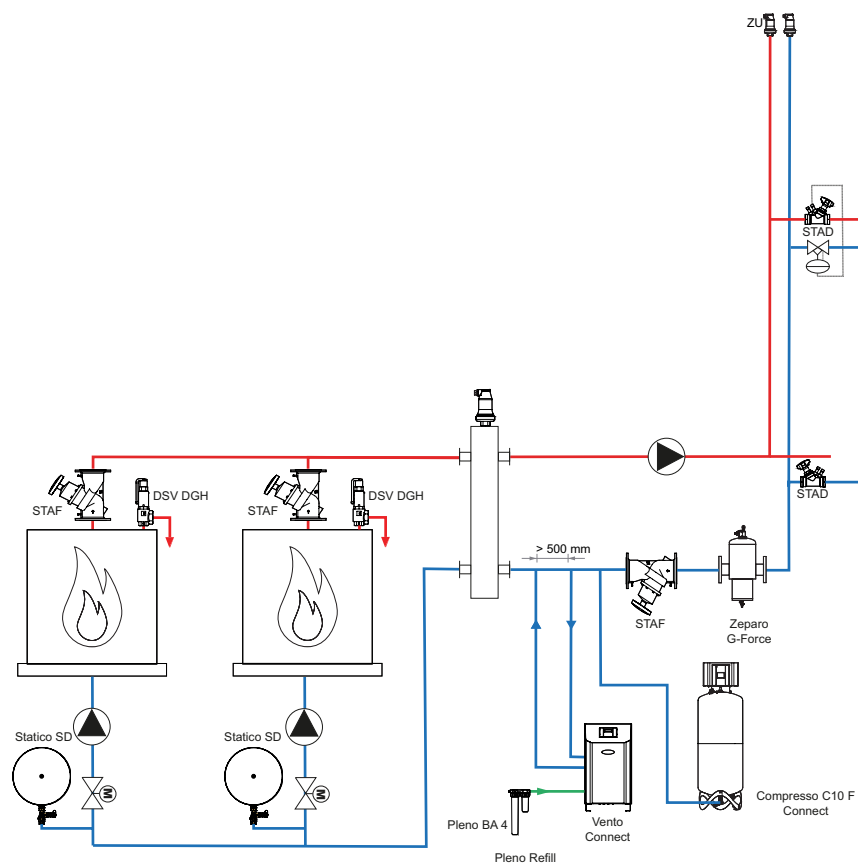 ZU
STAD
STAD
DSV DGH
DSV DGH
STAF
STAF
> 500 mm
STAF
Zeparo
G-Force
Statico SD
Statico SD
M
M
Compresso C10 F
Connect
Pleno BA 4
Vento
Connect
Pleno Refill